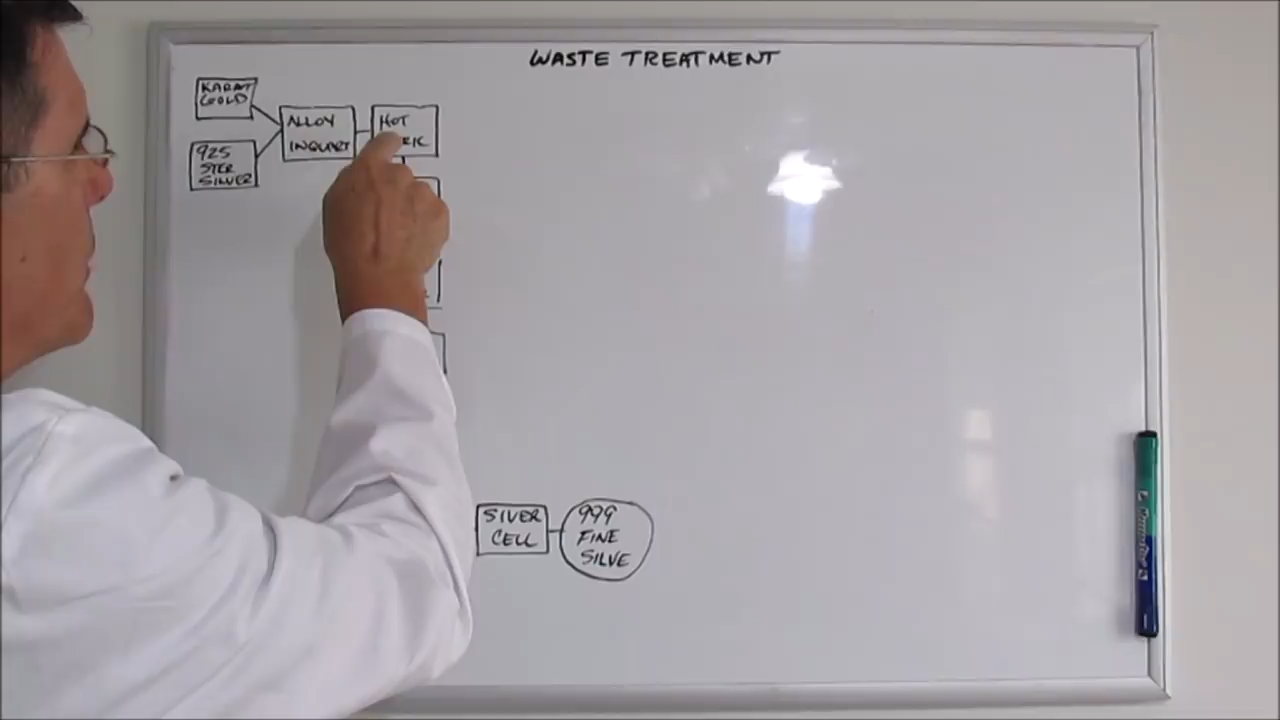 WASTE TREATMENT
KARAT
GOLD
ALLOY
INQUART
HOT
925
STER
SILVER
SIVER
CELL
999
FINE
SILVE